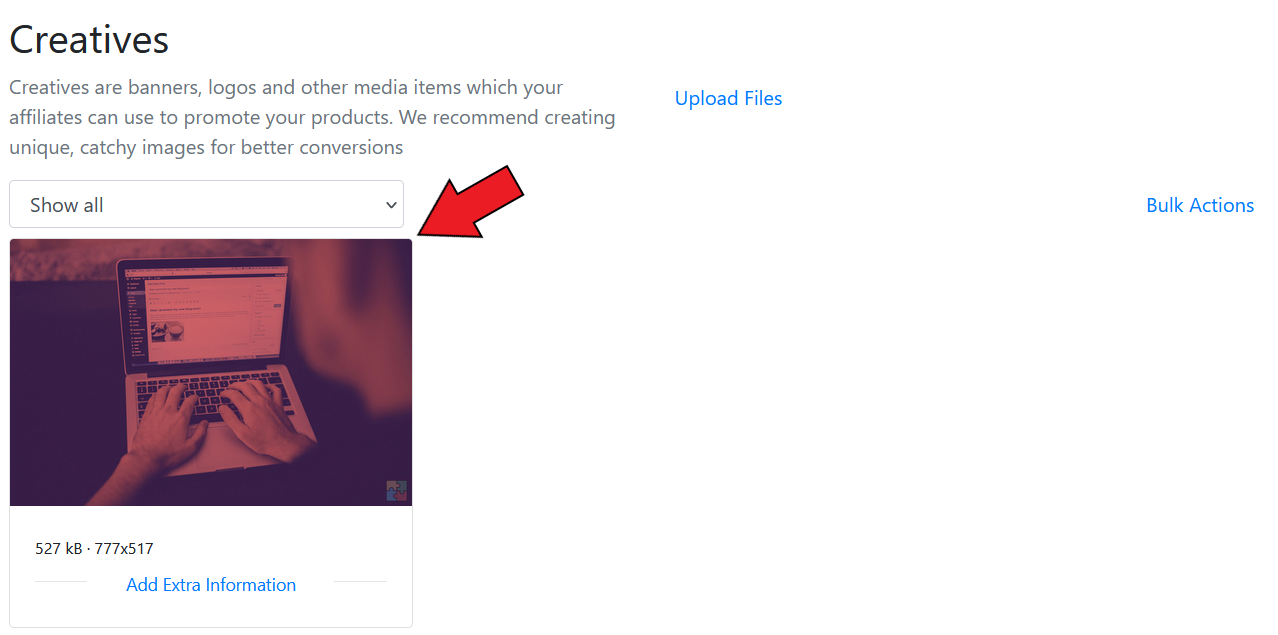 Creatives
Creatives are banners, logos and other media items which your
affiliates can use to promote your products. We recommend creating
unique, catchy images for better conversions
Upload Files
Show all
Bulk Actions
527 kB · 777x517
Add Extra Information